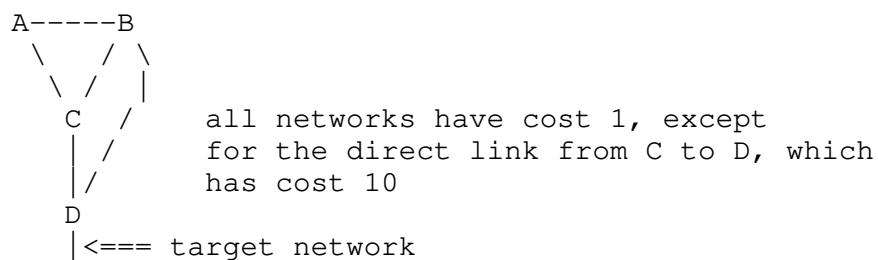 A-----B
\ / \
\ / |
C / all networks have cost 1, except
| / for the direct link from C to D, which
|/ has cost 10
D
|<=== target network